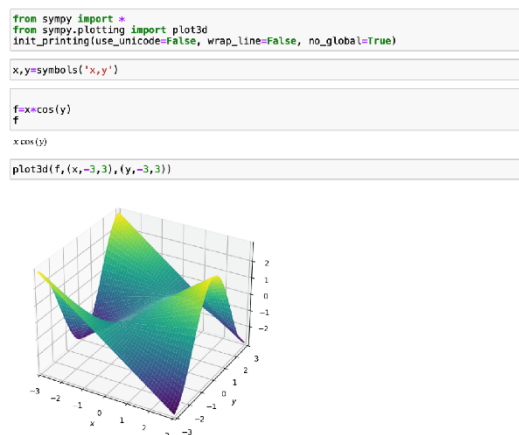 from sympy import *
from sympy.plotting import plot3d
init_printing(use_unicode=False, wrap_line=False, no_global=True)
x,y=symbols('x,y')
f=x*cos(y)
f
x cos (y)
plot3d(f,(x,-3,3),(y,-3,3))
2
1
0
−1
−2
−3
−2
−1
0
1
2
x
−3
−2
−1
0
1
2
3
y